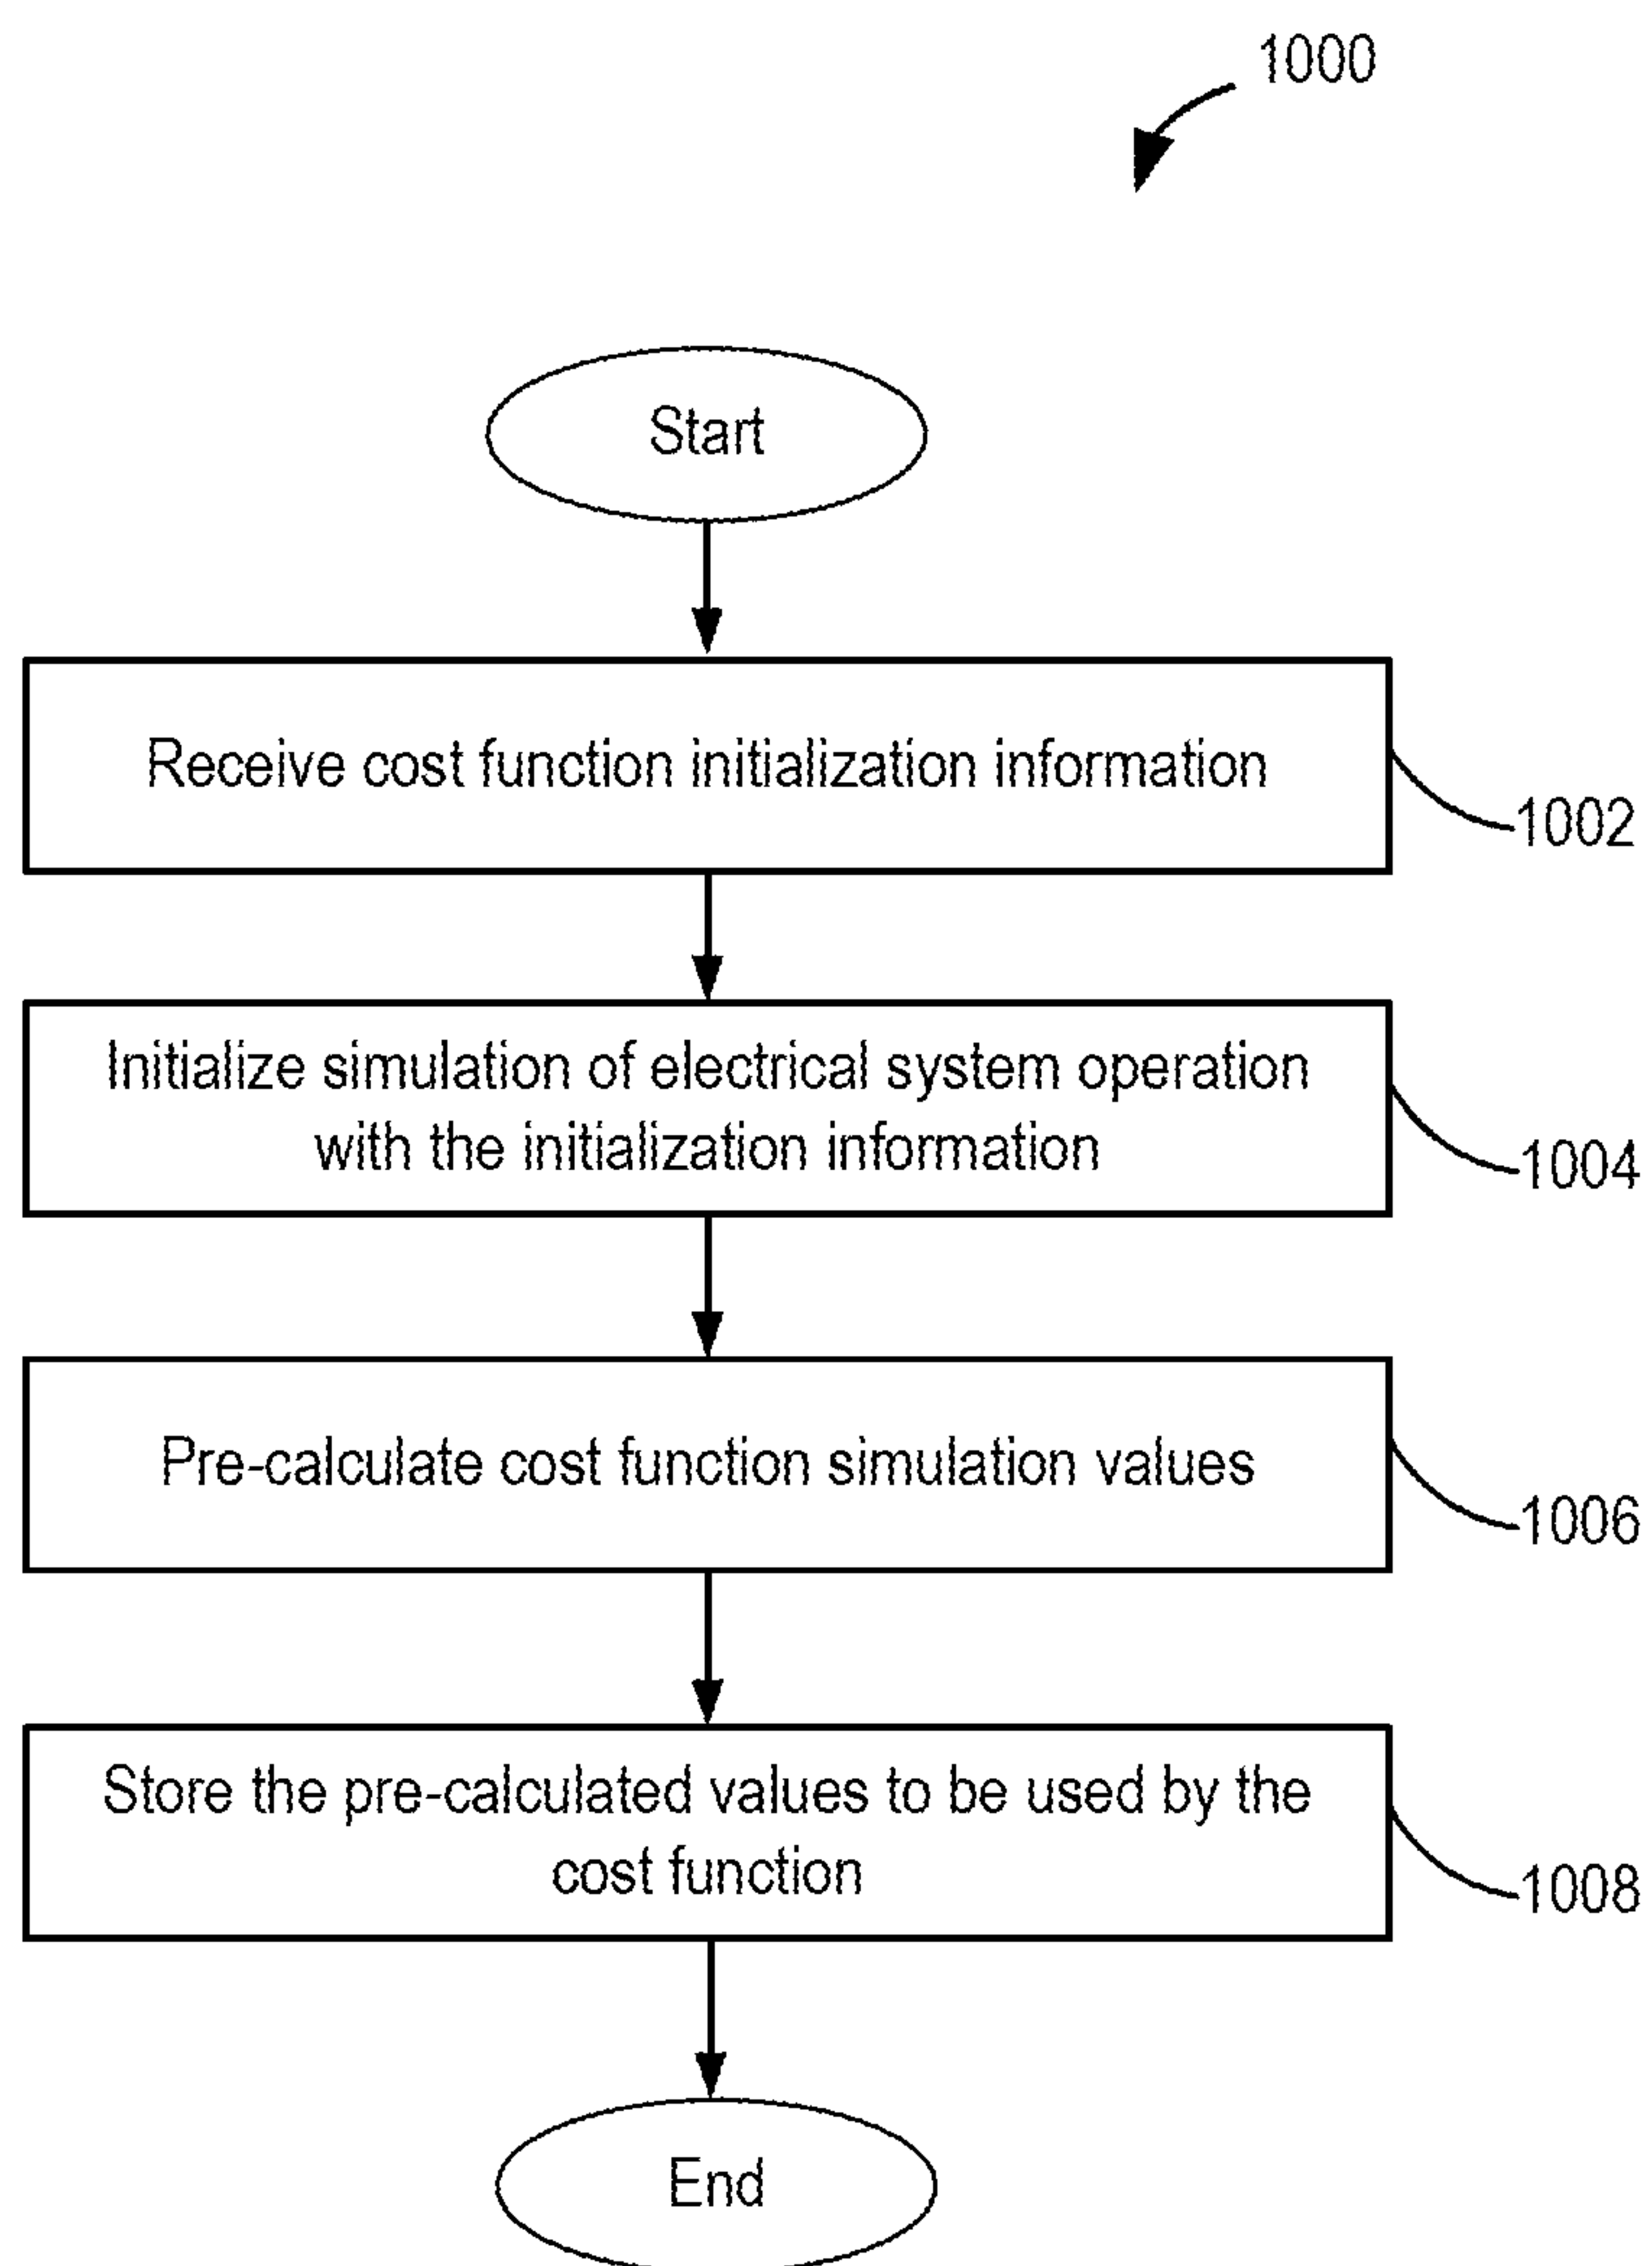 1000
Start
Receive cost function initialization information
1002
Initialize simulation of electrical system operation
with the initialization information
1004
Pre-calculate cost function simulation values
1006
Store the pre-calculated values to be used by the
cost function
1008
End